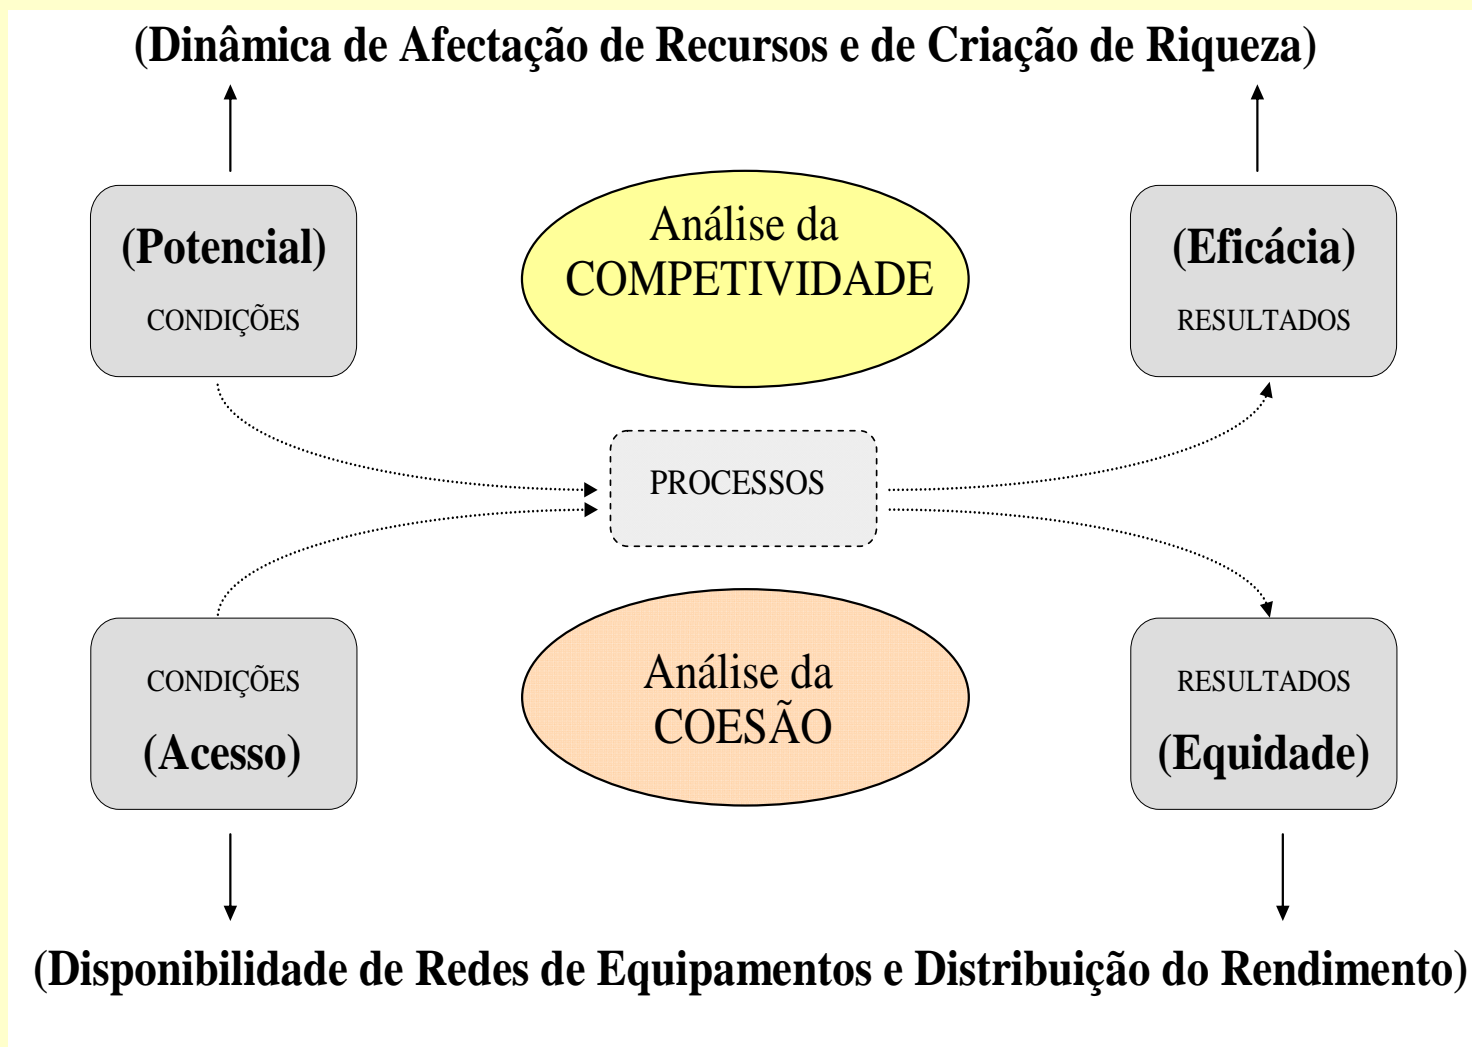 (Dinâmica de Afectação de Recursos e de Criação de Riqueza)
(Potencial)
CONDIÇÕES
Análise da
COMPETIVIDADE
(Eficácia)
RESULTADOS
PROCESSOS
CONDIÇÕES
(Acesso)
Análise da
COESÃO
RESULTADOS
(Equidade)
(Disponibilidade de Redes de Equipamentos e Distribuição do Rendimento)